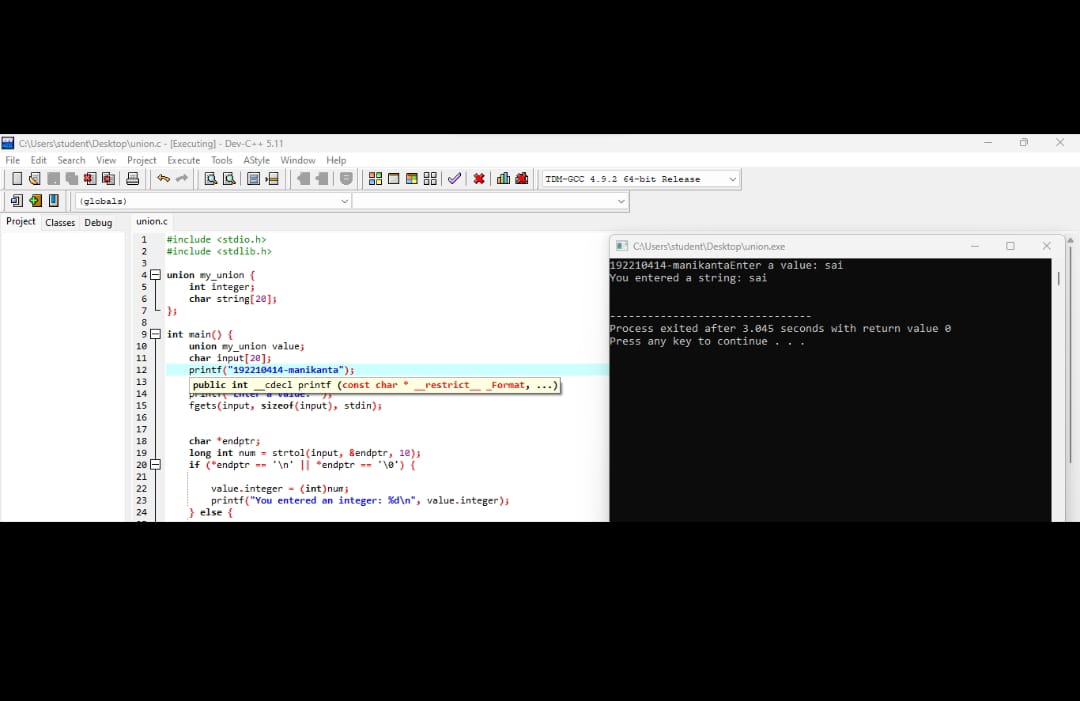 C:\Users\student\Desktop\union.c - [Executing] - Dev-C++ 5.11
File Edit Search View Project Execute Tools AStyle Window Help
TDM-GCC 4.9.2 64-bit Release
(globals)
Project Classes Debug
union.c
1 #include <stdio.h>
2 #include <stdlib.h>
3
4 union my_union {
5 int integer;
6 char string[20];
7 };
8
9 int main() {
10 union my_union value;
11 char input[20];
12 printf("192210414-manikanta");
13 public int __cdecl printf (const char * __restrict__ _Format, ...)
14 printf("Enter a value: ");
15 fgets(input, sizeof(input), stdin);
16
17
18 char *endptr;
19 long int num = strtol(input, &endptr, 10);
20 if (*endptr == '\n' || *endptr == '\0') {
21
22 value.integer = (int)num;
23 printf("You entered an integer: %d\n", value.integer);
24 } else {
C:\Users\student\Desktop\union.exe
192210414-manikantaEnter a value: sai
You entered a string: sai
--------------------------------
Process exited after 3.045 seconds with return value 0
Press any key to continue . . .